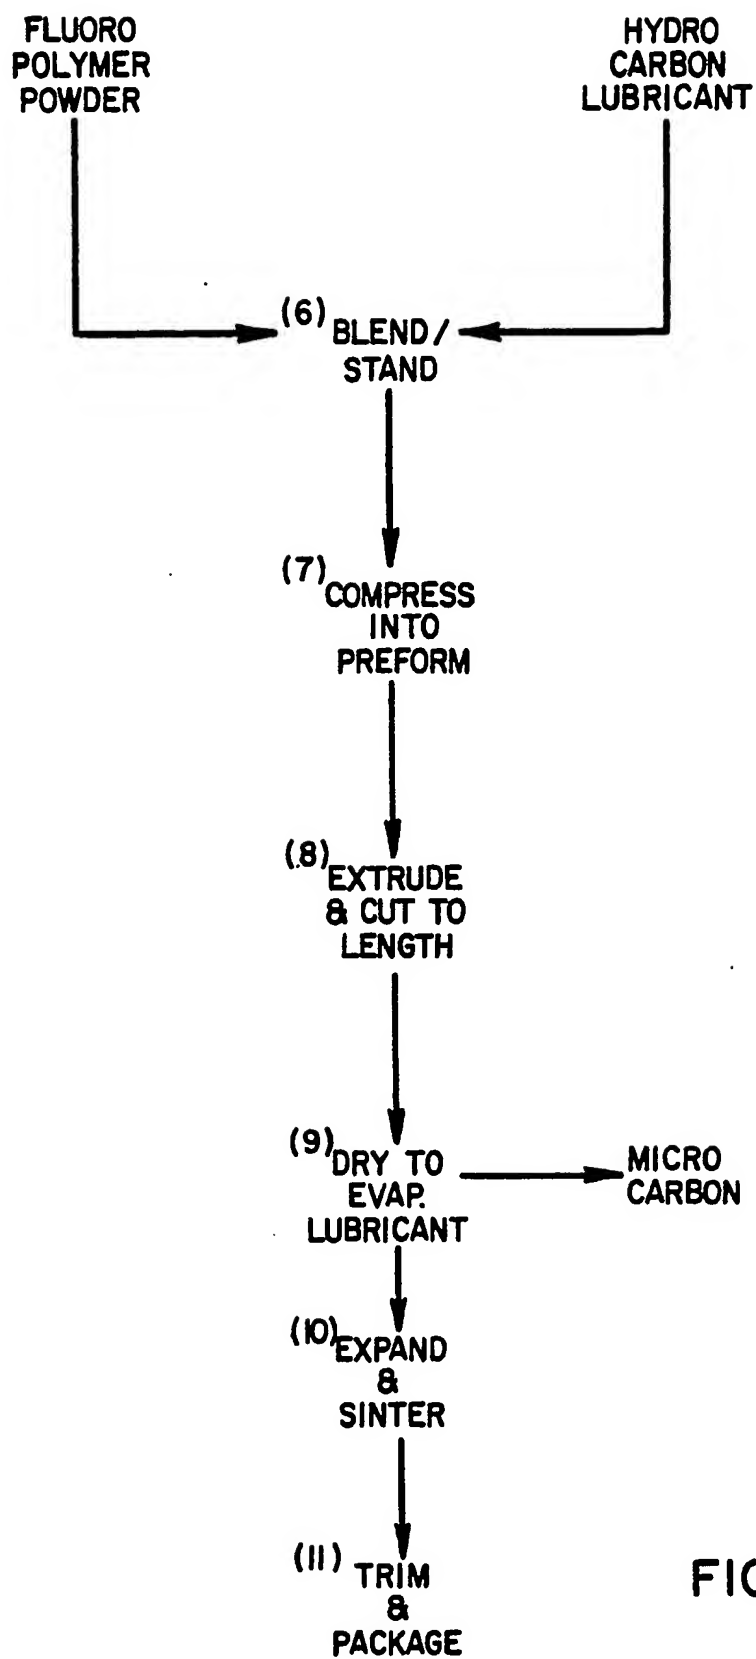 FLUORO
POLYMER
POWDER
HYDRO
CARBON
LUBRICANT
(6) BLEND/
STAND
(7) COMPRESS
INTO
PREFORM
(8) EXTRUDE
& CUT TO
LENGTH
(9) DRY TO
EVAP.
LUBRICANT
MICRO
CARBON
(10) EXPAND
&
SINTER
(11) TRIM
&
PACKAGE
FIG